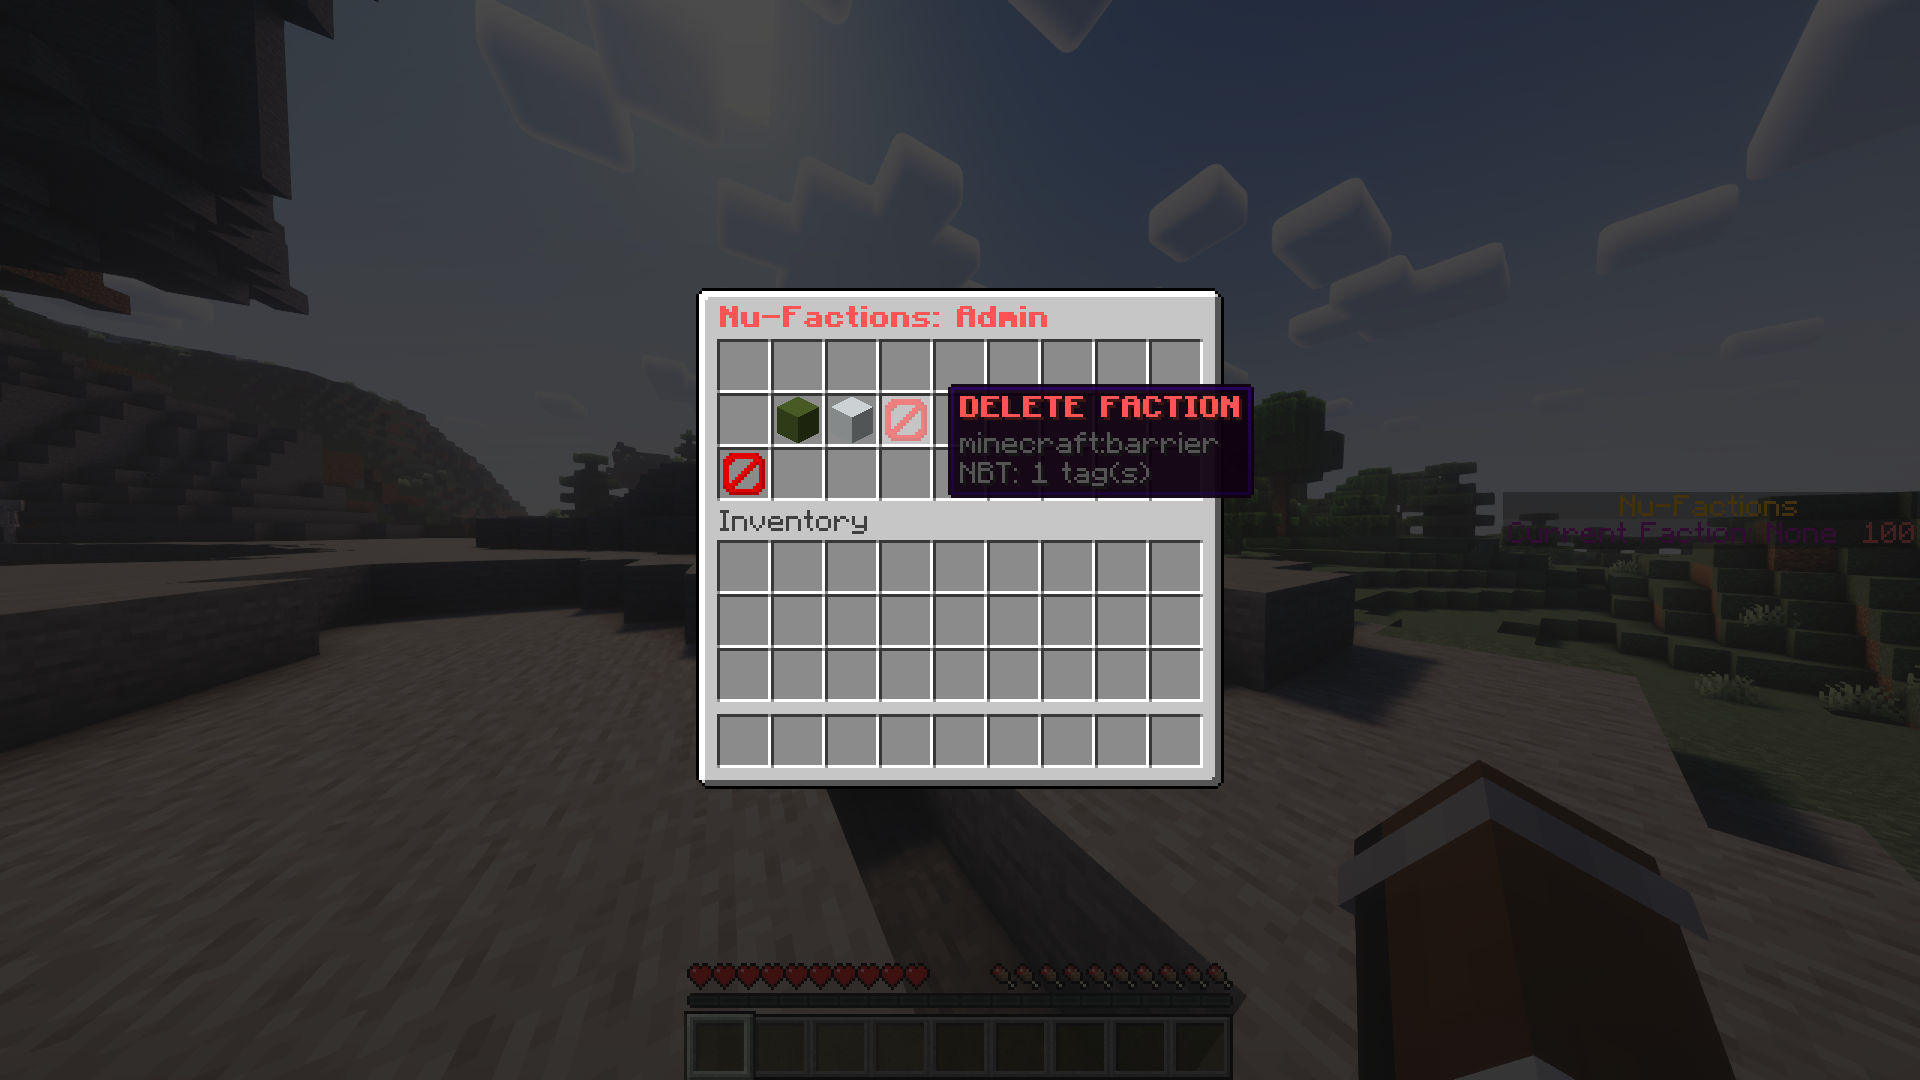 Nu-Factions: Admin
DELETE FACTION
minecraft:barrier
NBT: 1 tag(s)
Inventory
Nu-Factions
Current Faction: None 100